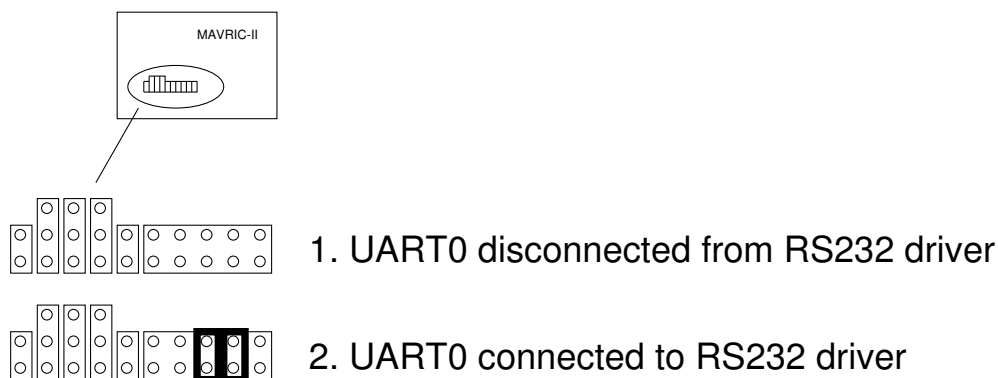 MAVRIC-II
1. UART0 disconnected from RS232 driver
2. UART0 connected to RS232 driver